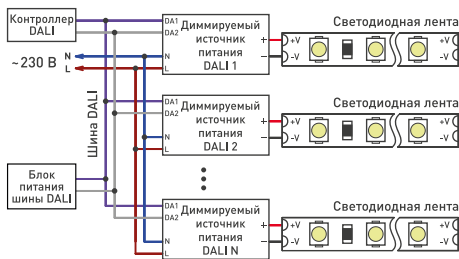 Контроллер
DALI
~230 В
N
L
Шина DALI
Блок
питания
шины DALI
DA1
DA2
N
L
Диммируемый
источник
питания
DALI 1
+
–
Светодиодная лента
+V
-V
DA1
DA2
N
L
Диммируемый
источник
питания
DALI 2
+
–
Светодиодная лента
+V
-V
DA1
DA2
N
L
Диммируемый
источник
питания
DALI N
+
–
Светодиодная лента
+V
-V